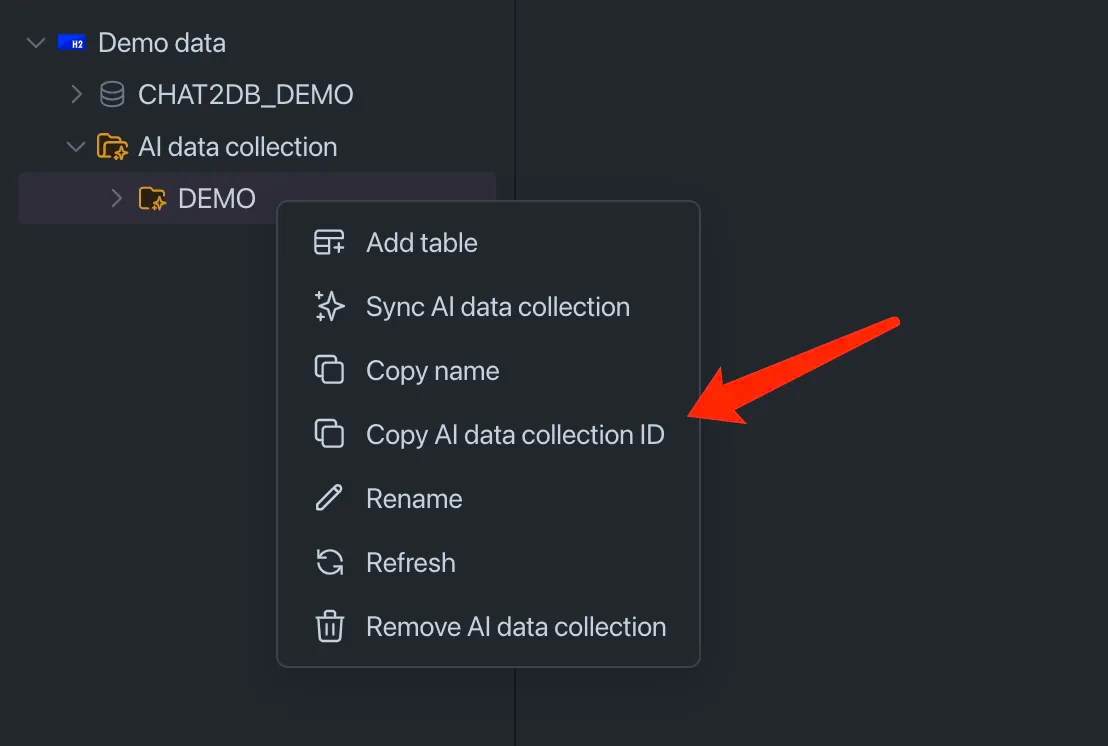 H2 Demo data
CHAT2DB_DEMO
AI data collection
DEMO
Add table
Sync AI data collection
Copy name
Copy AI data collection ID
Rename
Refresh
Remove AI data collection